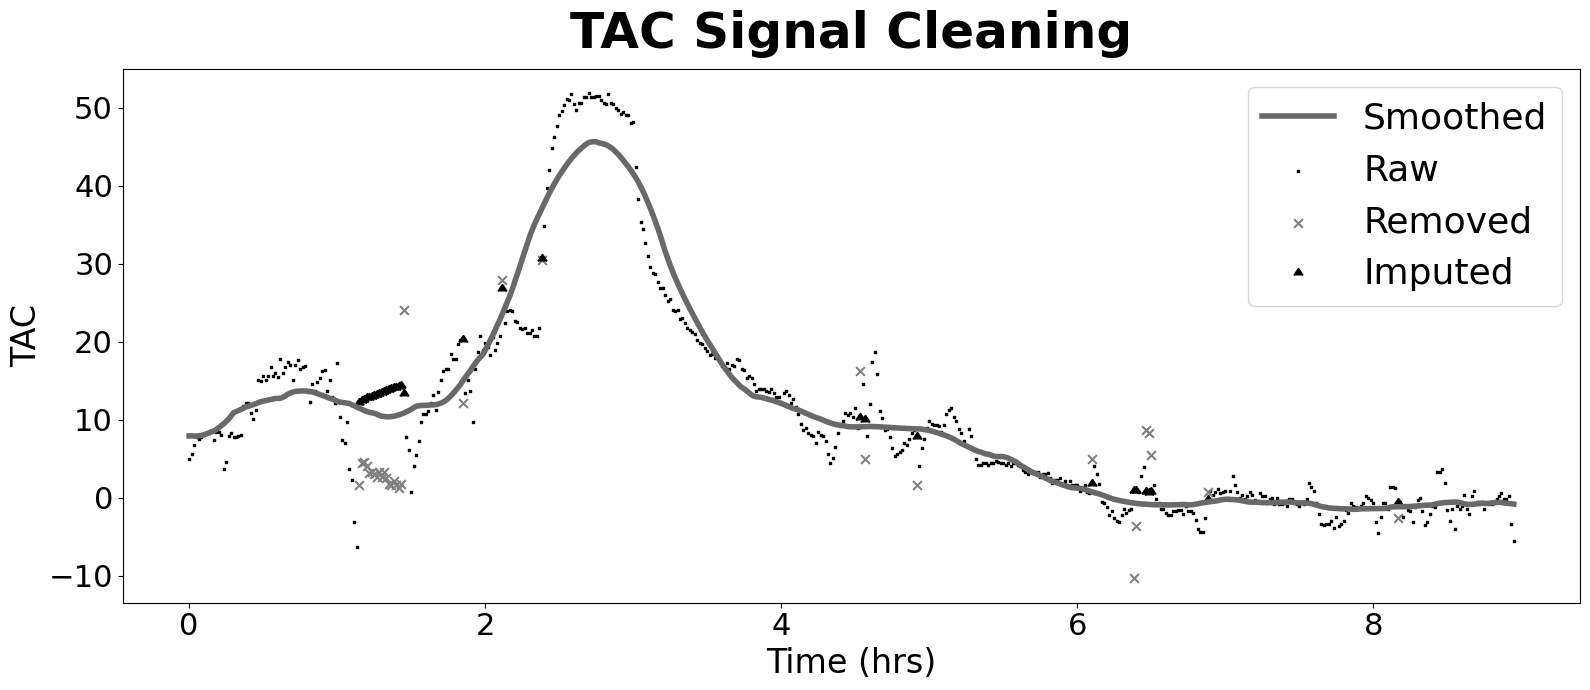 TAC Signal Cleaning
Smoothed
Raw
Removed
Imputed
TAC
50
40
30
20
10
0
−10
0 2 4 6 8
Time (hrs)